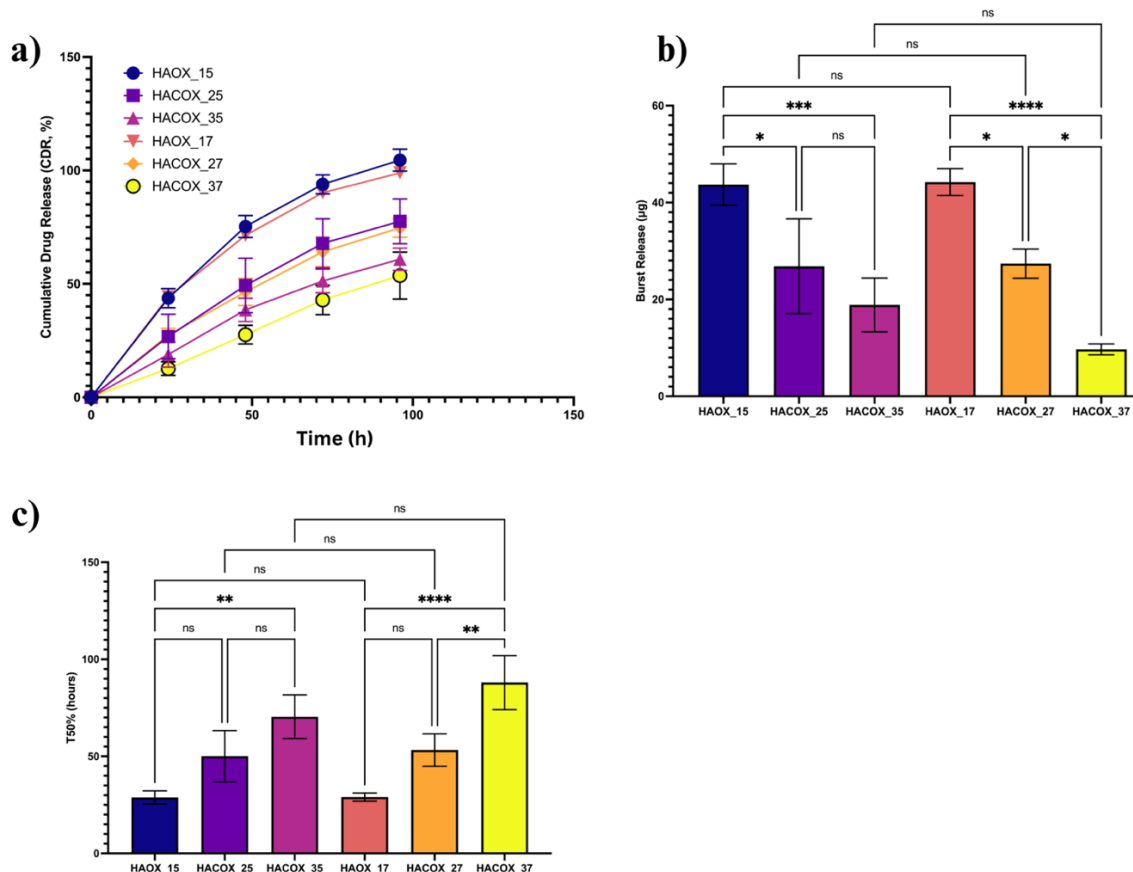 a)
150
100
50
0
0
50
100
150
Cumulative Drug Release (CDR, %)
Time (h)
HAOX_15
HACOX_25
HACOX_35
HAOX_17
HACOX_27
HACOX_37
b)
ns
ns
ns
*** ****
* ns * *
60
40
20
0
Burst Release (µg)
HAOX_15 HACOX_25 HACOX_35 HAOX_17 HACOX_27 HACOX_37
c)
ns
ns
ns
** ****
ns ns ns **
150
100
50
0
T50% (hours)
HAOX_15 HACOX_25 HACOX_35 HAOX_17 HACOX_27 HACOX_37